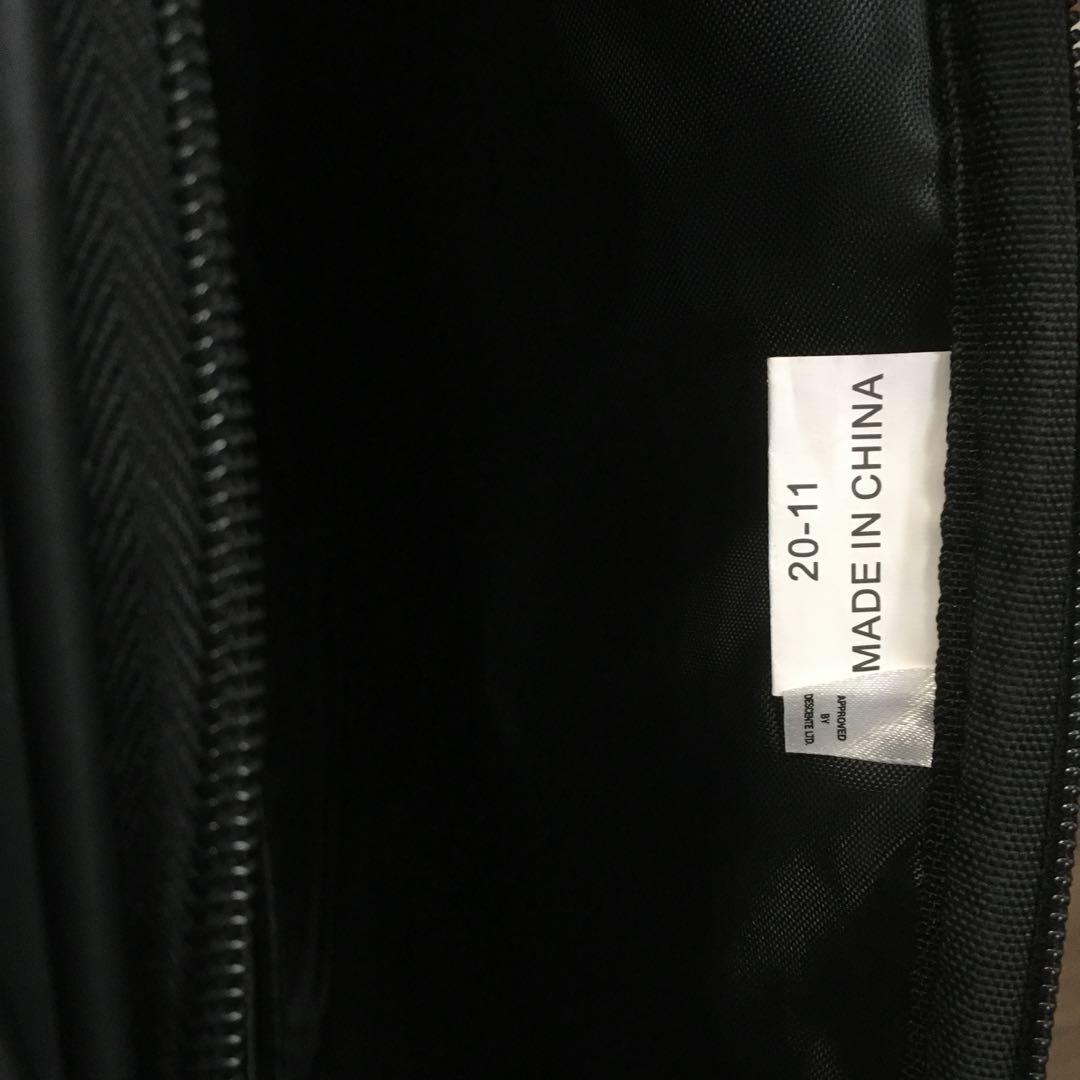 MADE IN CHINA
20-11
APPROVED
BY
DESCENTE LTD.